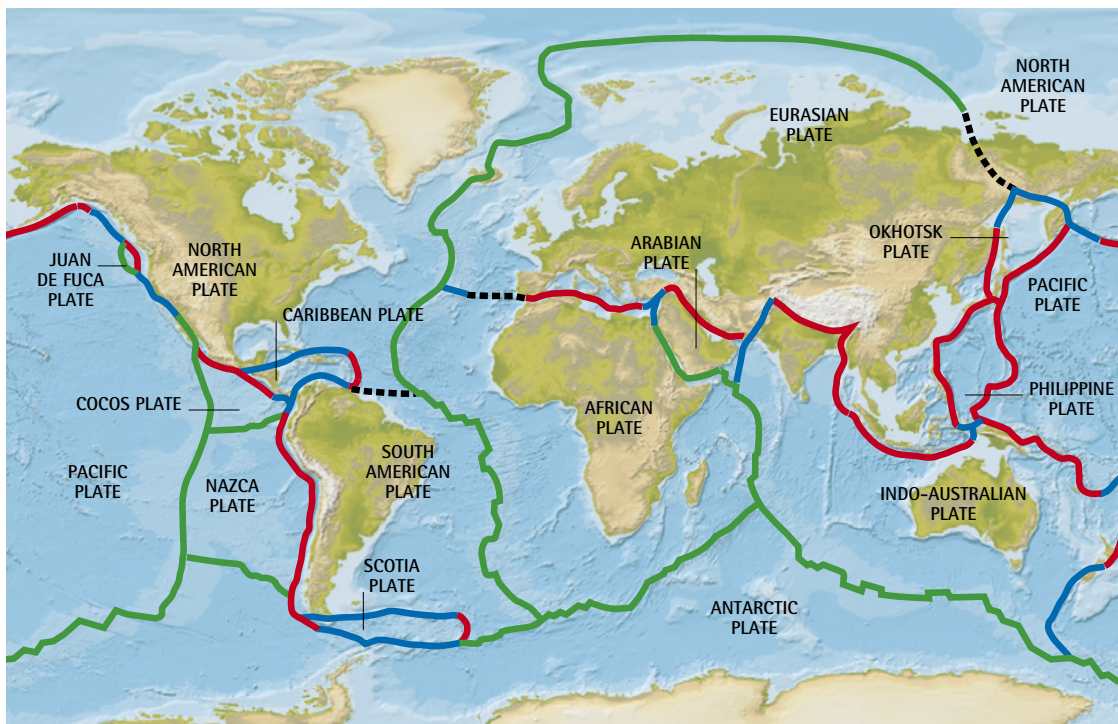 NORTH
AMERICAN
PLATE
EURASIAN
PLATE
OKHOTSK
PLATE
ARABIAN
PLATE
NORTH
AMERICAN
PLATE
JUAN
DE FUCA
PLATE
PACIFIC
PLATE
CARIBBEAN PLATE
COCOS PLATE
PHILIPPINE
PLATE
AFRICAN
PLATE
SOUTH
AMERICAN
PLATE
PACIFIC
PLATE
NAZCA
PLATE
INDO-AUSTRALIAN
PLATE
SCOTIA
PLATE
ANTARCTIC
PLATE